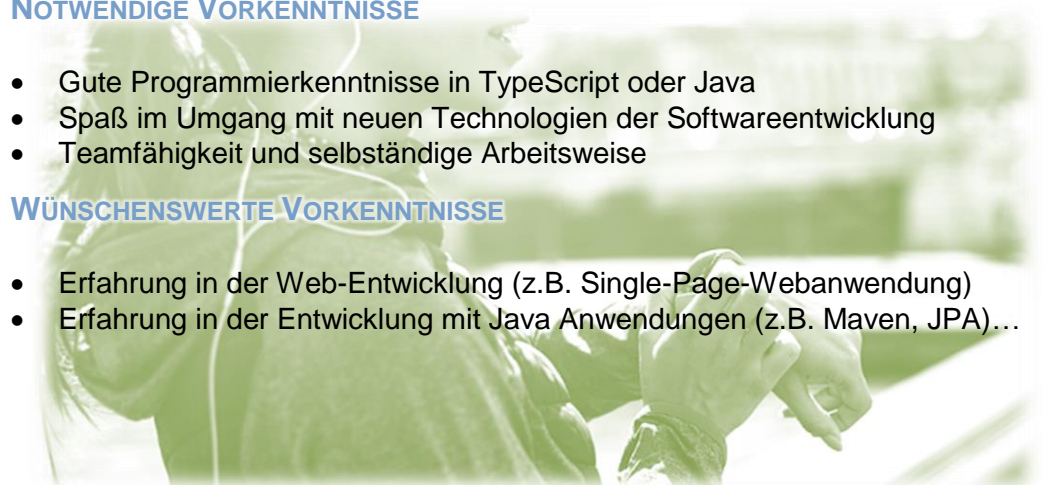 NOTWENDIGE VORKENNTNISSE
• Gute Programmierkenntnisse in TypeScript oder Java
• Spaß im Umgang mit neuen Technologien der Softwareentwicklung
• Teamfähigkeit und selbständige Arbeitsweise
WÜNSCHENSWERTE VORKENNTNISSE
• Erfahrung in der Web-Entwicklung (z.B. Single-Page-Webanwendung)
• Erfahrung in der Entwicklung mit Java Anwendungen (z.B. Maven, JPA)…